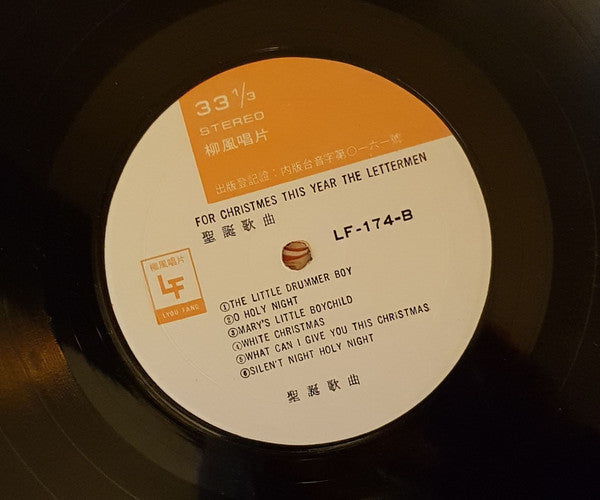 33 1/3
STEREO
柳風唱片
出版登記證：內版台音字第〇一六一號
FOR CHRISTMES THIS YEAR THE LETTERMEN
聖誕歌曲
LF-174-B
柳風唱片
LF
LYOU FANG
①THE LITTLE DRUMMER BOY
②O HOLY NIGHT
③MARY'S LITTLE BOYCHILD
④WHITE CHRISTMAS
⑤WHAT CAN I GIVE YOU THIS CHRISTMAS
⑥SILEN'T NIGHT HOLY NIGHT
聖誕歌曲